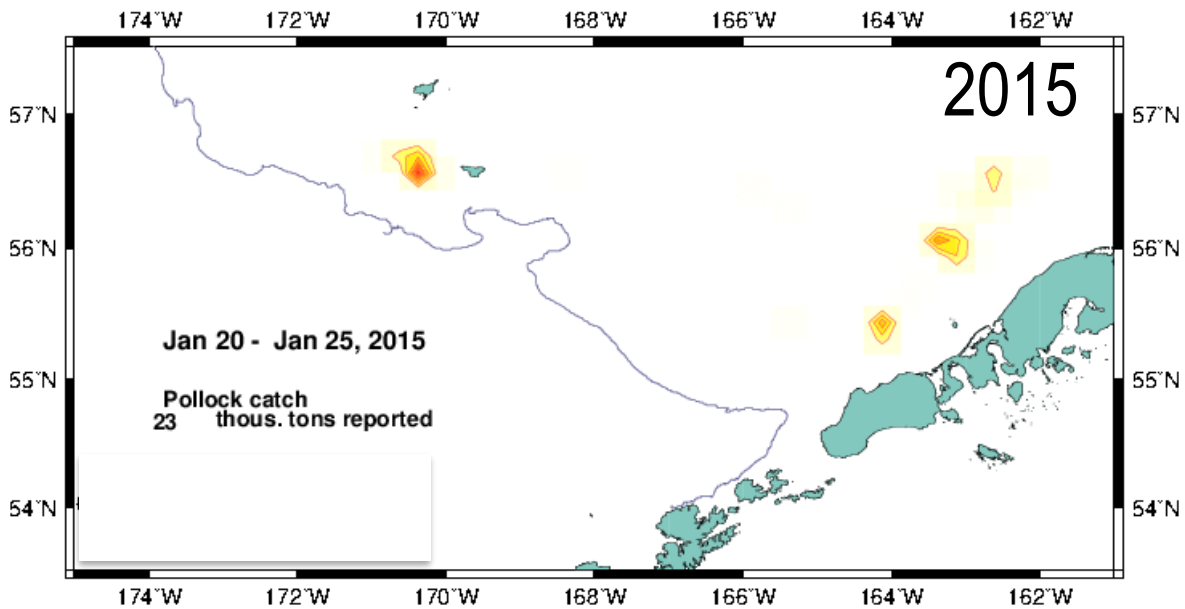 174°W 172°W 170°W 168°W 166°W 164°W 162°W
2015
57°N 57°N
56°N 56°N
Jan 20 - Jan 25, 2015
55°N 55°N
Pollock catch
23 thous. tons reported
54°N 54°N
174°W 172°W 170°W 168°W 166°W 164°W 162°W